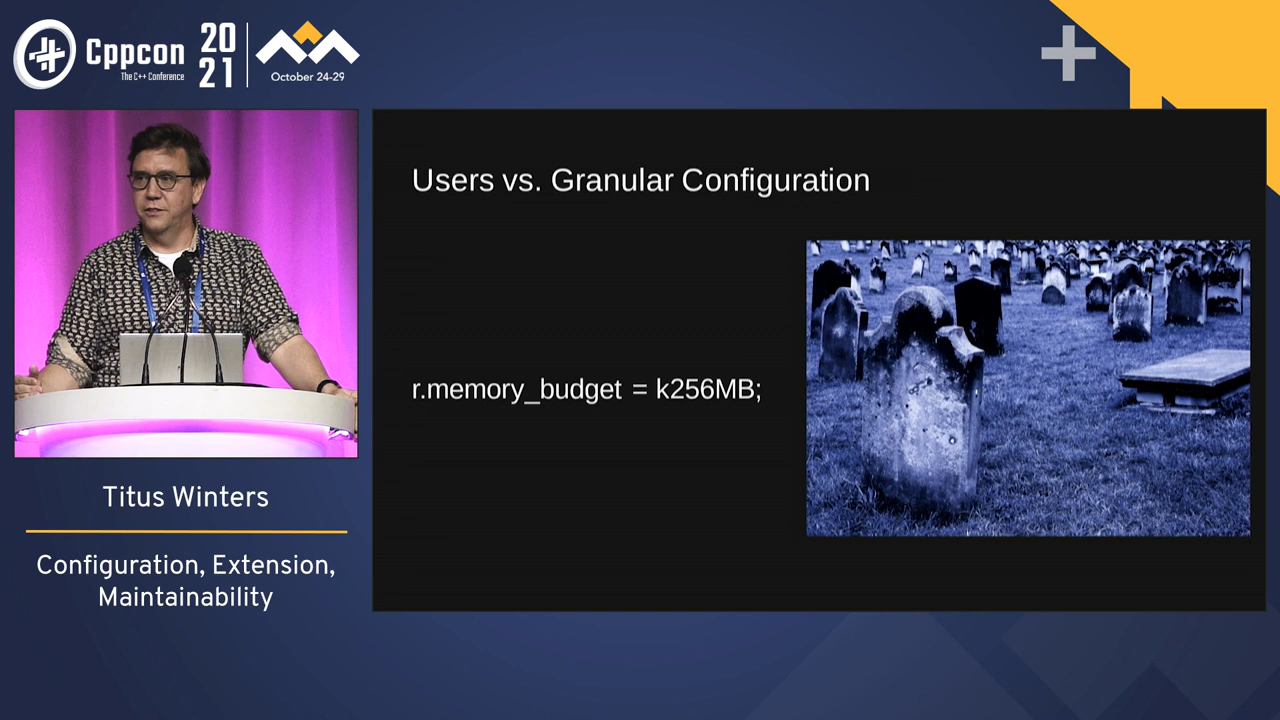 Cppcon
The C++ Conference
20
21
October 24-29
Users vs. Granular Configuration
r.memory_budget = k256MB;
Titus Winters
Configuration, Extension,
Maintainability